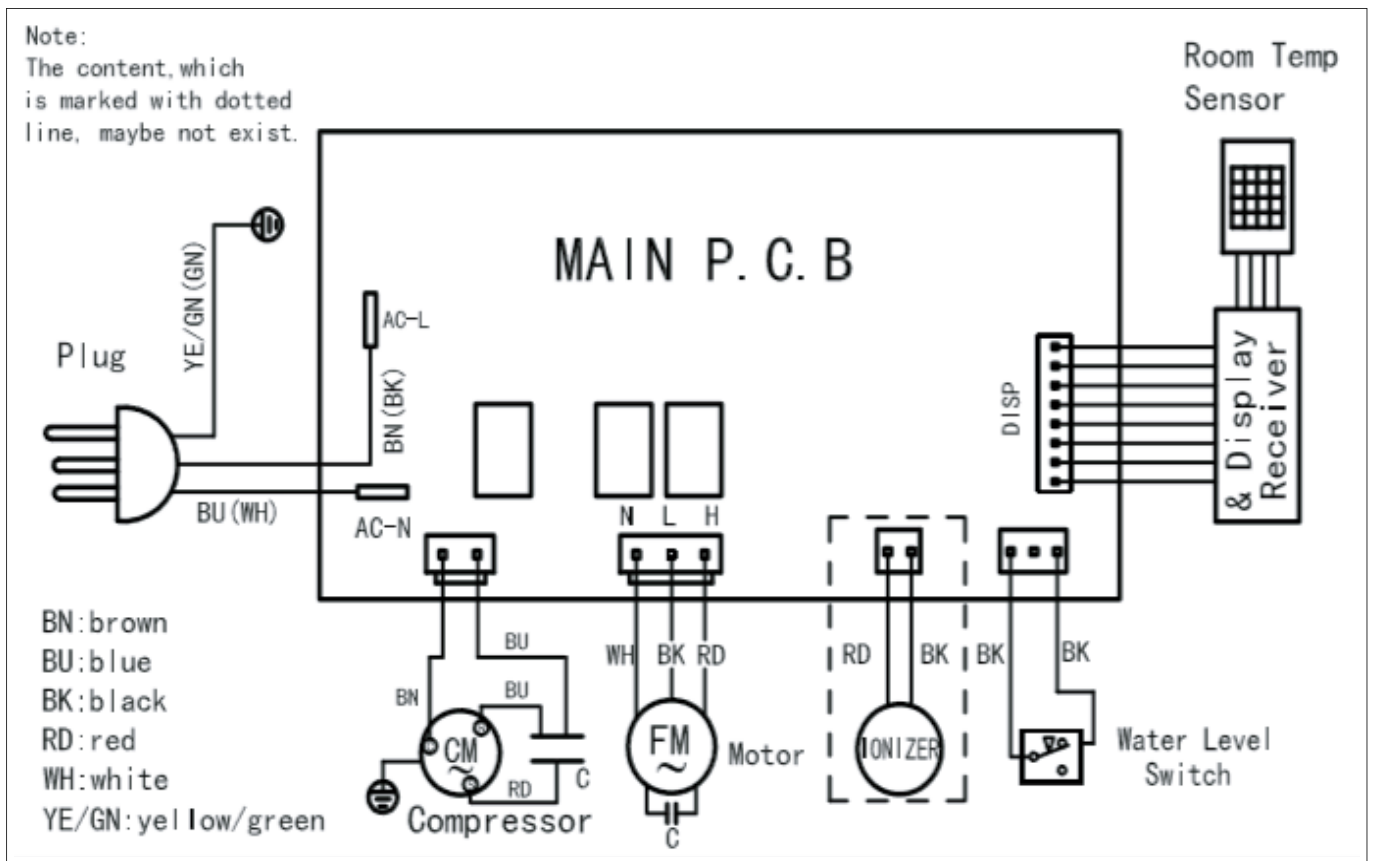 Note:
The content, which
is marked with dotted
line, maybe not exist.
Room Temp
Sensor
MAIN P. C. B
YE/GN(GN)
Plug
AC-L
BN(BK)
BU(WH)
AC-N
N L H
DISP
& Display
Receiver
BN:brown
BU:blue
BK:black
RD:red
WH:white
YE/GN:yellow/green
BU
BN
BU
RD
CM
~
C
Compressor
WH BK RD
FM
~
Motor
C
RD BK
IONIZER
BK BK
Water Level
Switch